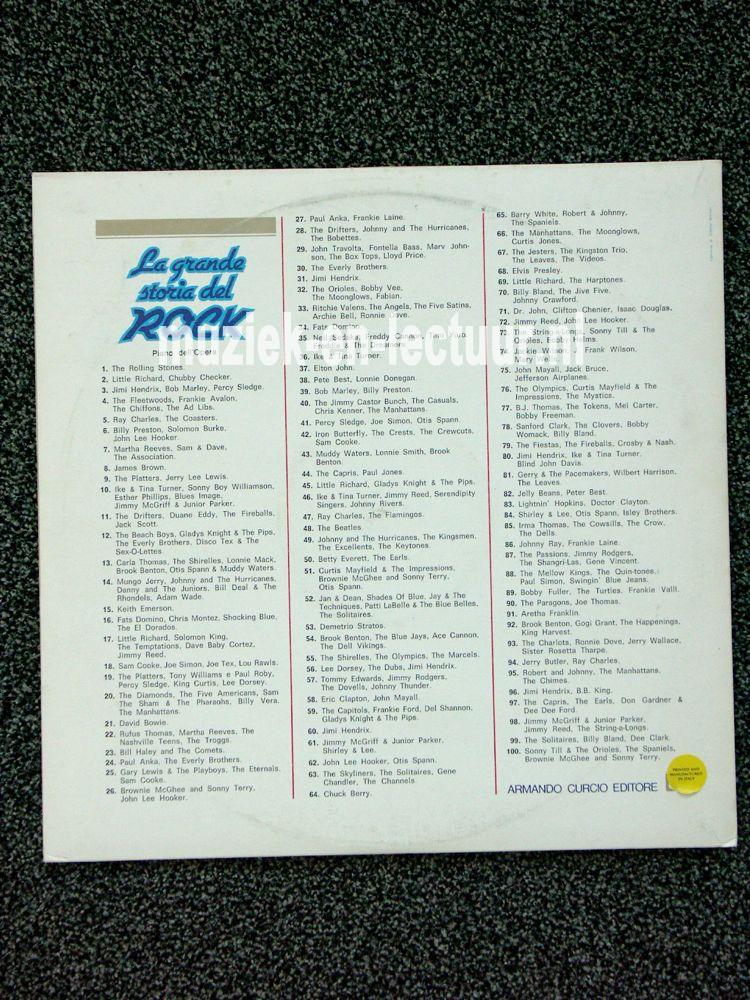 La grande
storia del
ROCK
Piano dell'Opera
1. The Rolling Stones.
2. Little Richard, Chubby Checker.
3. Jimi Hendrix, Bob Marley, Percy Sledge.
4. The Fleetwoods, Frankie Avalon,
The Chiffons, The Ad Libs.
5. Ray Charles, The Coasters.
6. Billy Preston, Solomon Burke,
John Lee Hooker.
7. Martha Reeves, Sam & Dave,
The Association.
8. James Brown.
9. The Platters, Jerry Lee Lewis.
10. Ike & Tina Turner, Sonny Boy Williamson,
Esther Phillips, Blues Image,
Jimmy McGriff & Junior Parker.
11. The Drifters, Duane Eddy, The Fireballs,
Jack Scott.
12. The Beach Boys, Gladys Knight & The Pips,
The Everly Brothers, Disco Tex & The
Sex-O-Lettes.
13. Carla Thomas, The Shirelles, Lonnie Mack,
Brook Benton, Otis Spann & Muddy Waters.
14. Mungo Jerry, Johnny and The Hurricanes,
Danny and The Juniors, Bill Deal & The
Rhondels, Adam Wade.
15. Keith Emerson.
16. Fats Domino, Chris Montez, Shocking Blue,
The El Dorados.
17. Little Richard, Solomon King,
The Temptations, Dave Baby Cortez,
Jimmy Reed.
18. Sam Cooke, Joe Simon, Joe Tex, Lou Rawls.
19. The Platters, Tony Williams e Paul Roby,
Percy Sledge, King Curtis, Lee Dorsey.
20. The Diamonds, The Five Americans, Sam
The Sham & The Pharaohs, Billy Vera,
The Manhattans.
21. David Bowie.
22. Rufus Thomas, Martha Reeves, The
Nashville Teens, The Troggs.
23. Bill Haley and The Comets.
24. Paul Anka, The Everly Brothers.
25. Gary Lewis & The Playboys, The Eternals,
Sam Cooke.
26. Brownie McGhee and Sonny Terry,
John Lee Hooker.
27. Paul Anka, Frankie Laine.
28. The Drifters, Johnny and The Hurricanes,
The Bobettes.
29. John Travolta, Fontella Bass, Marv John-
son, The Box Tops, Lloyd Price.
30. The Everly Brothers.
31. Jimi Hendrix.
32. The Orioles, Bobby Vee,
The Moonglows, Fabian.
33. Ritchie Valens, The Angels, The Five Satins,
Archie Bell, Ronnie Love.
34. Fats Domino.
35. Neil Sedaka, Freddy Cannon,
Freddie & The Dreamers.
36. Ike & Tina Turner.
37. Elton John.
38. Pete Best, Lonnie Donegan.
39. Bob Marley, Billy Preston.
40. The Jimmy Castor Bunch, The Casuals,
Chris Kenner, The Manhattans.
41. Percy Sledge, Joe Simon, Otis Spann.
42. Iron Butterfly, The Crests, The Crewcuts,
Sam Cooke.
43. Muddy Waters, Lonnie Smith, Brook
Benton.
44. The Capris, Paul Jones.
45. Little Richard, Gladys Knight & The Pips.
46. Ike & Tina Turner, Jimmy Reed, Serendipity
Singers, Johnny Rivers.
47. Ray Charles, The Flamingos.
48. The Beatles.
49. Johnny and The Hurricanes, The Kingsmen,
The Excellents, The Keytones.
50. Betty Everett, The Earls.
51. Curtis Mayfield & The Impressions,
Brownie McGhee and Sonny Terry,
Otis Spann.
52. Jan & Dean, Shades Of Blue, Jay & The
Techniques, Patti LaBelle & The Blue Belles,
The Solitaires.
53. Demetrio Stratos.
54. Brook Benton, The Blue Jays, Ace Cannon,
The Dell Vikings.
55. The Shirelles, The Olympics, The Marcels.
56. Lee Dorsey, The Dubs, Jimi Hendrix.
57. Tommy Edwards, Jimmy Rodgers,
The Dovells, Johnny Thunder.
58. Eric Clapton, John Mayall.
59. The Capitols, Frankie Ford, Del Shannon,
Gladys Knight & The Pips.
60. Jimi Hendrix.
61. Jimmy McGriff & Junior Parker,
Shirley & Lee.
62. John Lee Hooker, Otis Spann.
63. The Skyliners, The Solitaires, Gene
Chandler, The Channels.
64. Chuck Berry.
65. Barry White, Robert & Johnny,
The Spaniels.
66. The Manhattans, The Moonglows,
Curtis Jones.
67. The Jesters, The Kingston Trio,
The Leaves, The Videos.
68. Elvis Presley.
69. Little Richard, The Harptones.
70. Billy Bland, The Jive Five,
Johnny Crawford.
71. Dr. John, Clifton Chenier, Isaac Douglas.
72. Jimmy Reed, John Lee Hooker.
73. The String-a-Longs, Sonny Till & The
Orioles, Bobby Helms.
74. Jackie Wilson, Frank Wilson,
Mary Wells.
75. John Mayall, Jack Bruce,
Jefferson Airplanes.
76. The Olympics, Curtis Mayfield & The
Impressions, The Mystics.
77. B.J. Thomas, The Tokens, Mel Carter,
Bobby Freeman.
78. Sanford Clark, The Clovers, Bobby
Womack, Billy Bland.
79. The Fiestas, The Fireballs, Crosby & Nash.
80. Jimi Hendrix, Ike & Tina Turner,
Blind John Davis.
81. Gerry & The Pacemakers, Wilbert Harrison,
The Leaves.
82. Jelly Beans, Peter Best.
83. Lightnin' Hopkins, Doctor Clayton.
84. Shirley & Lee, Otis Spann, Isley Brothers.
85. Irma Thomas, The Cowsills, The Crow,
The Dells.
86. Johnny Ray, Frankie Laine.
87. The Passions, Jimmy Rodgers,
The Shangri-Las, Gene Vincent.
88. The Mellow Kings, The Quin-tones,
Paul Simon, Swingin' Blue Jeans.
89. Bobby Fuller, The Turtles, Frankie Valli.
90. The Paragons, Joe Thomas.
91. Aretha Franklin.
92. Brook Benton, Gogi Grant, The Happenings,
King Harvest.
93. The Charlots, Ronnie Dove, Jerry Wallace,
Sister Rosetta Tharpe.
94. Jerry Butler, Ray Charles.
95. Robert and Johnny, The Manhattans,
The Chimes.
96. Jimi Hendrix, B.B. King.
97. The Capris, The Earls, Don Gardner &
Dee Dee Ford.
98. Jimmy McGriff & Junior Parker,
Jimmy Reed, The String-a-Longs.
99. The Solitaires, Billy Bland, Dee Clark.
100. Sonny Till & The Orioles, The Spaniels,
Brownie McGhee and Sonny Terry.
ARMANDO CURCIO EDITORE
PRINTED AND
MANUFACTURED
IN ITALY
muziek-en-lectuur.nl